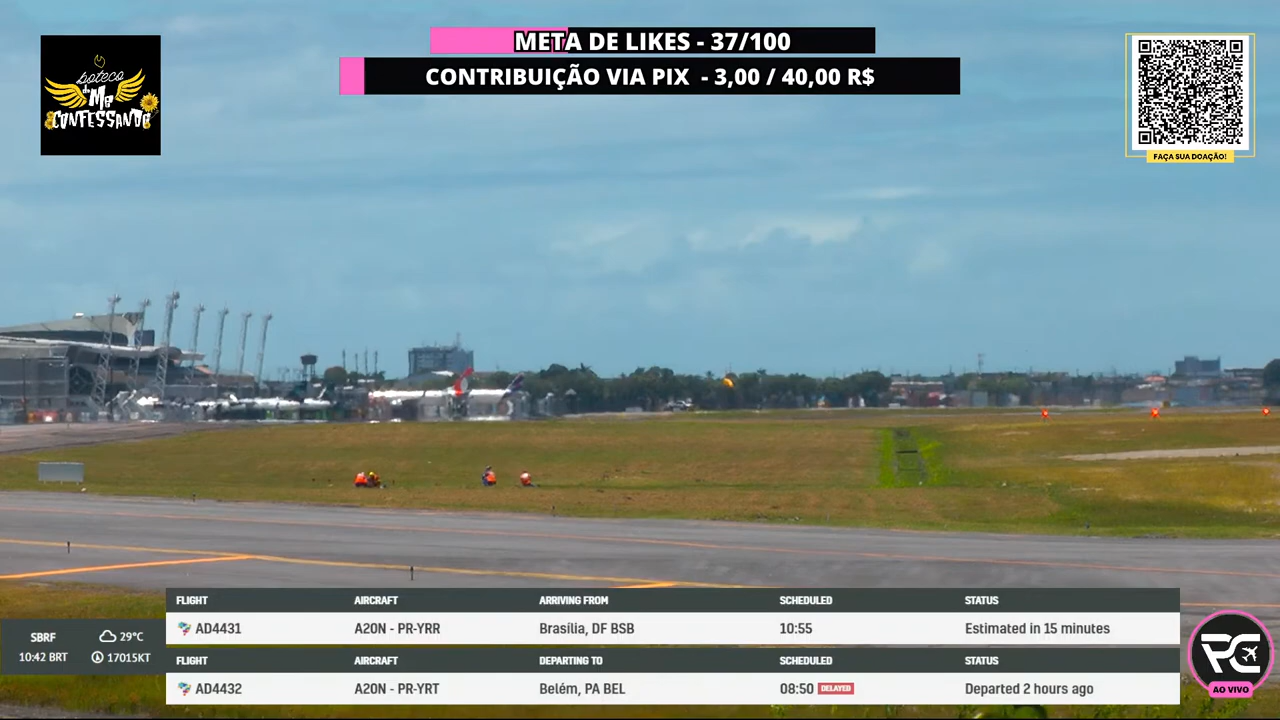 META DE LIKES - 37/100
CONTRIBUIÇÃO VIA PIX - 3,00 / 40,00 R$
boteco
do Mp
CONFESSANDO
FAÇA SUA DOAÇÃO!
FLIGHT AIRCRAFT ARRIVING FROM SCHEDULED STATUS
AD4431 A20N - PR-YRR Brasília, DF BSB 10:55 Estimated in 15 minutes
FLIGHT AIRCRAFT DEPARTING TO SCHEDULED STATUS
AD4432 A20N - PR-YRT Belém, PA BEL 08:50 DELAYED Departed 2 hours ago
SBRF 29°C
10:42 BRT 17015KT
PC
AO VIVO